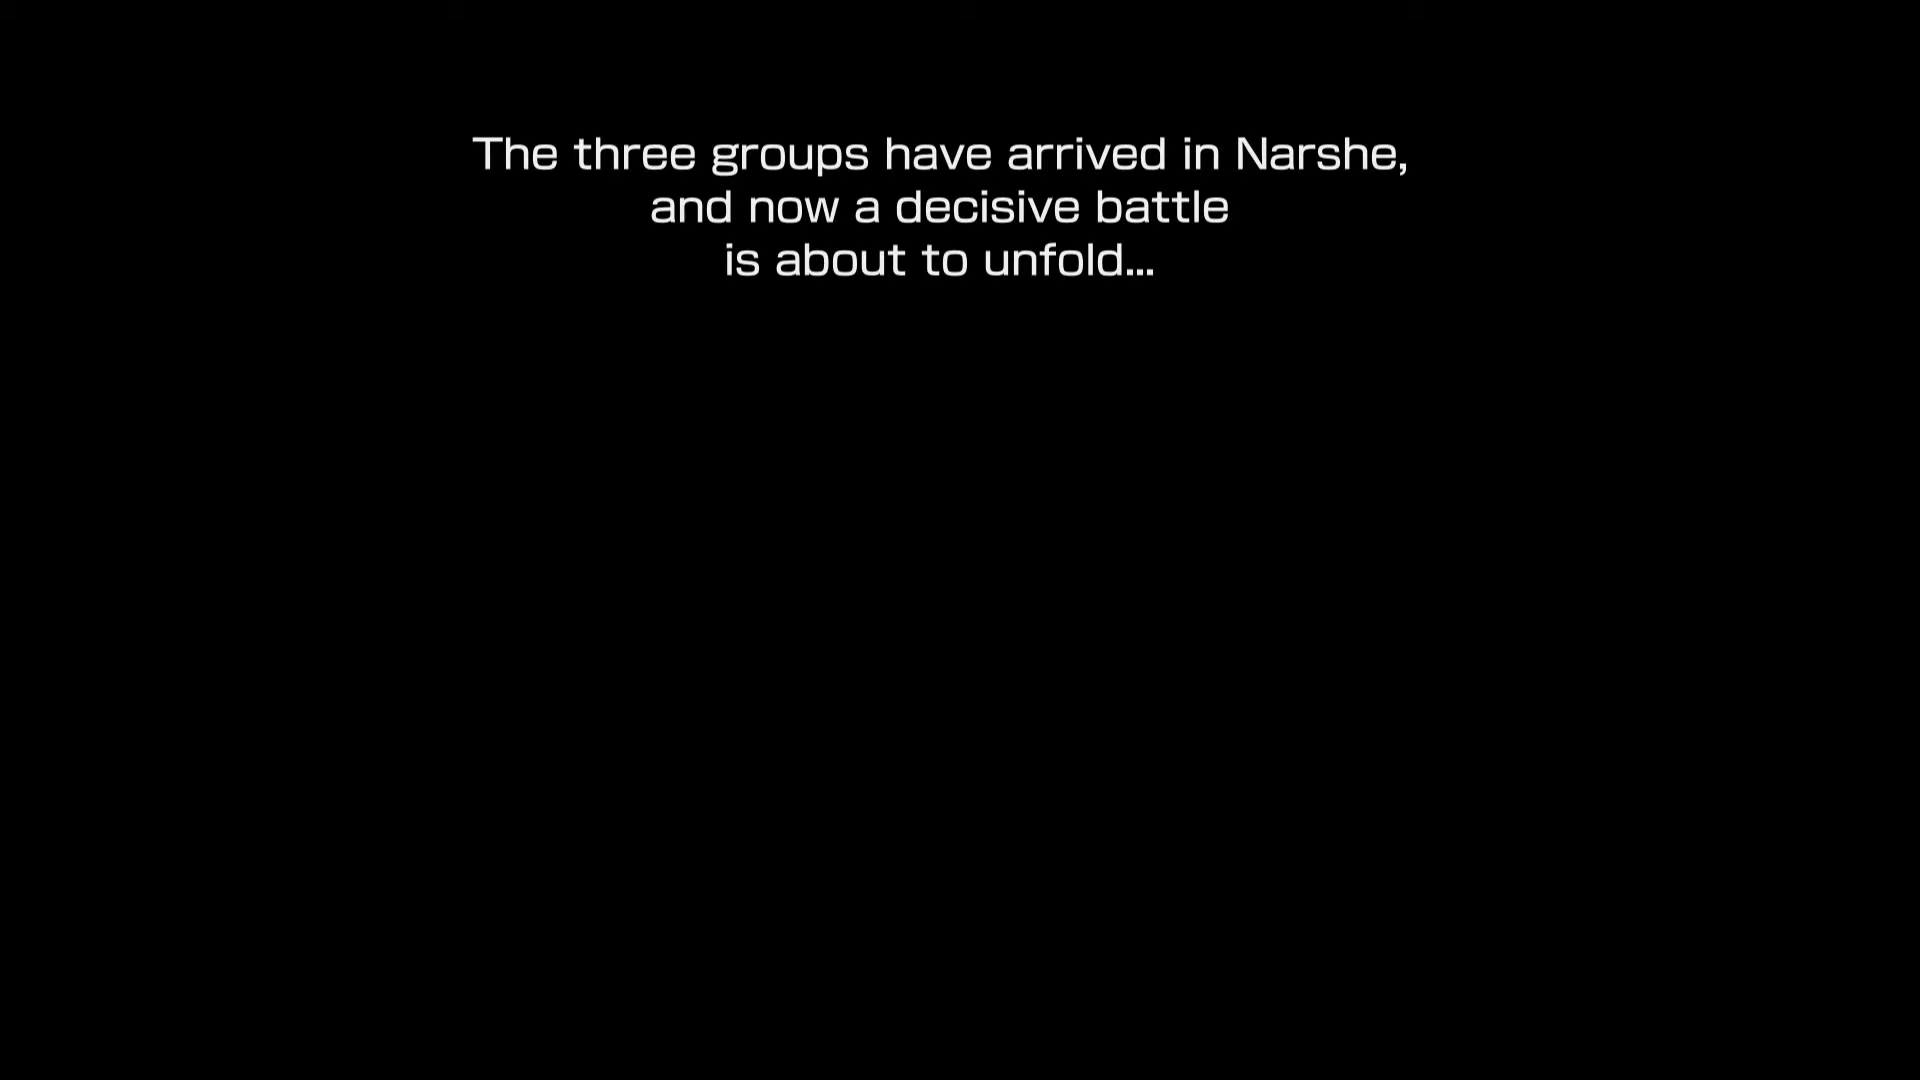 The three groups have arrived in Narshe,
and now a decisive battle
is about to unfold...